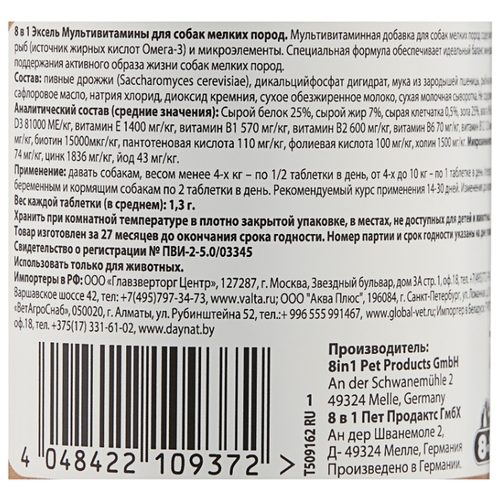 8 в 1 Эксель Мультивитамины для собак мелких пород. Мультивитаминная добавка для собак мелких пород
рыб (источник жирных кислот Омега-3) и микроэлементы. Специальная формула обеспечивает идеальный баланс
поддержания активного образа жизни собак мелких пород.
Состав: пивные дрожжи (Saccharomyces cerevisiae), дикальцийфосфат дигидрат, мука из зародышей пшеницы,
сафлоровое масло, натрия хлорид, диоксид кремния, сухое обезжиренное молоко, сухая молочная сыворотка.
Аналитический состав (средние значения): Сырой белок 25%, сырой жир 7%, сырая клетчатка 0,5%, зола
D3 81000 МЕ/кг, витамин Е 1400 мг/кг, витамин В1 570 мг/кг, витамин В2 600 мг/кг, витамин В6 70 мг/кг, витамин
мг/кг, биотин 15000мкг/кг, пантотеновая кислота 110 мг/кг, фолиевая кислота 100 мг/кг, холин 1500 мг/кг.
74 мг/кг, цинк 1836 мг/кг, йод 43 мг/кг.
Применение: давать собакам, весом менее 4-х кг - по 1/2 таблетки в день, от 4-х до 10 кг - по 1 таблетке в день.
беременным и кормящим собакам по 2 таблетки в день. Рекомендуемый курс применения 14-30 дней.
Вес каждой таблетки (в среднем): 1,3 г.
Хранить при комнатной температуре в плотно закрытой упаковке, в местах, не доступных для детей и
Товар изготовлен за 27 месяцев до окончания срока годности. Номер партии и срок годности указаны на
Свидетельство о регистрации № ПВИ-2-5.0/03345
Использовать только для животных.
Импортеры в РФ: ООО „Главзверторг Центр", 127287, г. Москва, Звездный бульвар, дом 3А стр.1, оф.18, тел.
Варшавское шоссе 42, тел. +7(495)797-34-73, www.valta.ru; ООО "Аква Плюс", 196084, г. Санкт-Петербург, ул.
«ВетАгроСнаб», 050020, г. Алматы, ул. Рубинштейна 52, тел.: + 996 555 991467, www.global-vet.ru; Импортер в Беларуси
оф.18, тел. +375(17) 331-61-02, www.daynat.by
4 048422 109372 >
T509162 RU 1
Производитель:
8in1 Pet Products GmbH
An der Schwanemühle 2
49324 Melle, Germany
8 в 1 Пет Продактс ГмбХ
Ан дер Шванемоле 2,
Д- 49324 Мелле, Германия
Произведено в Германии.